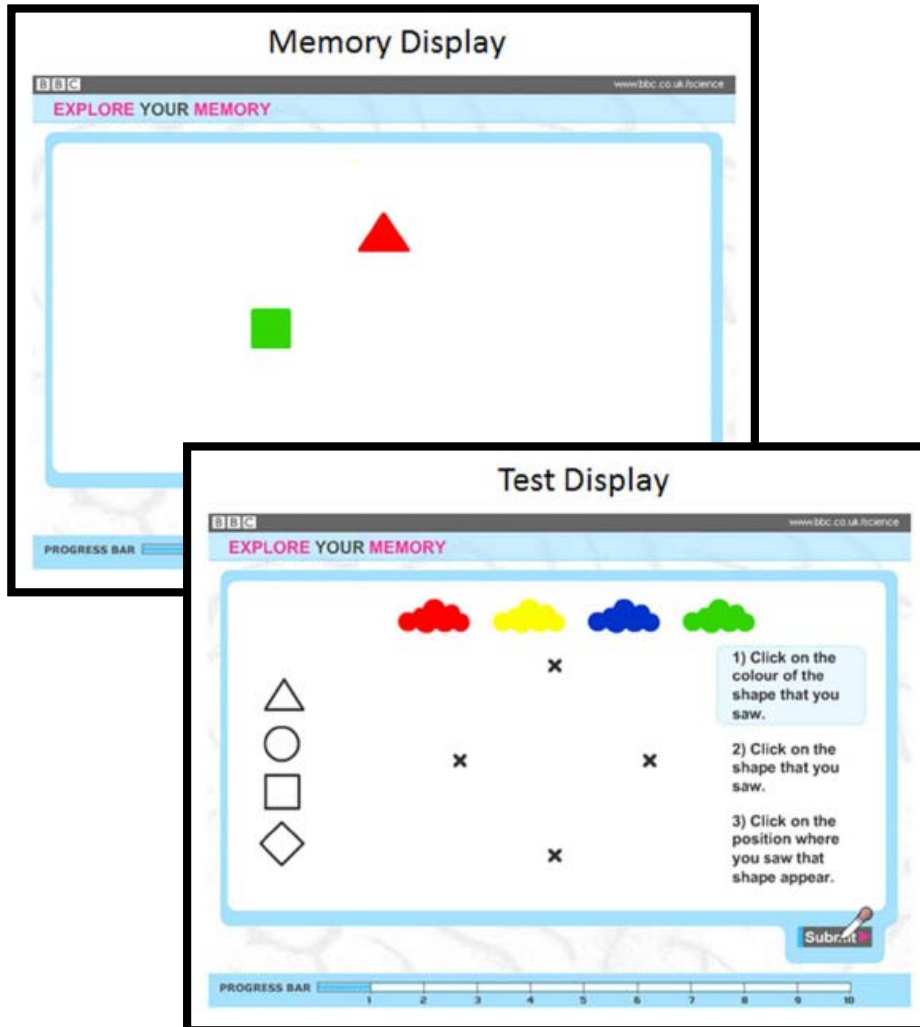 Memory Display
BBC
www.bbc.co.uk/science
EXPLORE YOUR MEMORY
PROGRESS BAR
Test Display
BBC
www.bbc.co.uk/science
EXPLORE YOUR MEMORY
1) Click on the
colour of the
shape that you
saw.
2) Click on the
shape that you
saw.
3) Click on the
position where
you saw that
shape appear.
PROGRESS BAR
1 2 3 4 5 6 7 8 9 10